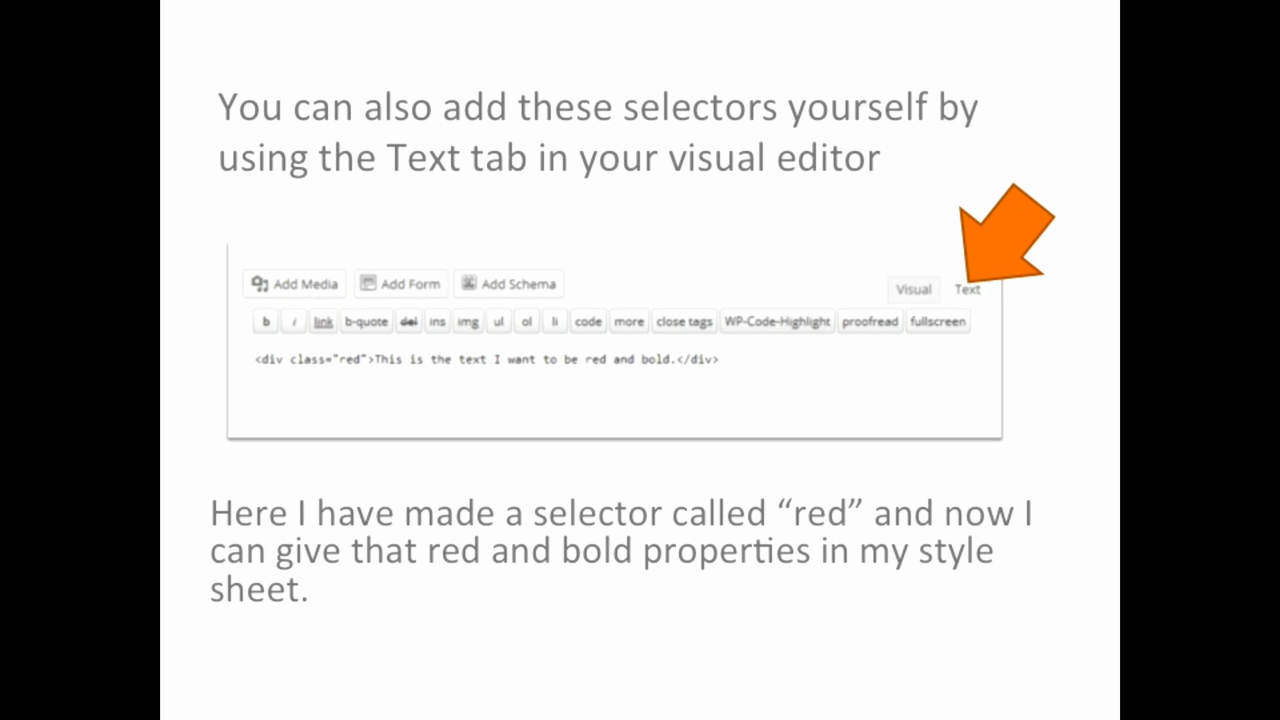 You can also add these selectors yourself by
using the Text tab in your visual editor
Add Media Add Form Add Schema Visual Text
b i link b-quote del ins img ul ol li code more close tags WP-Code-Highlight proofread fullscreen
<div class="red">This is the text I want to be red and bold.</div>
Here I have made a selector called “red” and now I
can give that red and bold properties in my style
sheet.